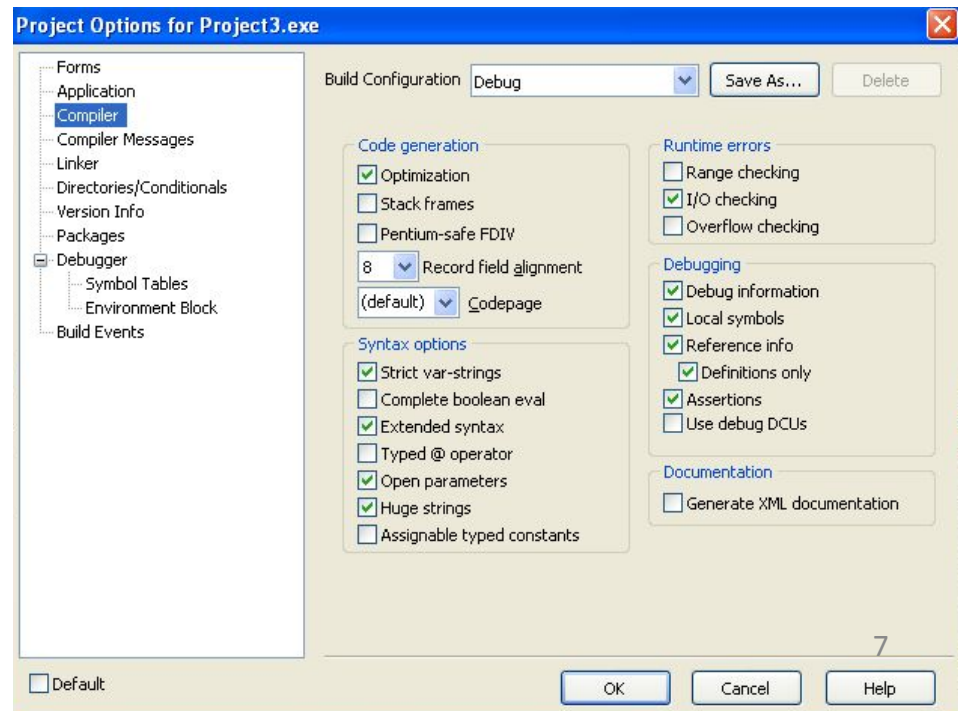 Project Options for Project3.exe
Forms
Application
Compiler
Compiler Messages
Linker
Directories/Conditionals
Version Info
Packages
Debugger
Symbol Tables
Environment Block
Build Events
Build Configuration Debug Save As... Delete
Code generation
Optimization
Stack frames
Pentium-safe FDIV
8 Record field alignment
(default) Codepage
Syntax options
Strict var-strings
Complete boolean eval
Extended syntax
Typed @ operator
Open parameters
Huge strings
Assignable typed constants
Runtime errors
Range checking
I/O checking
Overflow checking
Debugging
Debug information
Local symbols
Reference info
Definitions only
Assertions
Use debug DCUs
Documentation
Generate XML documentation
7
Default
OK Cancel Help